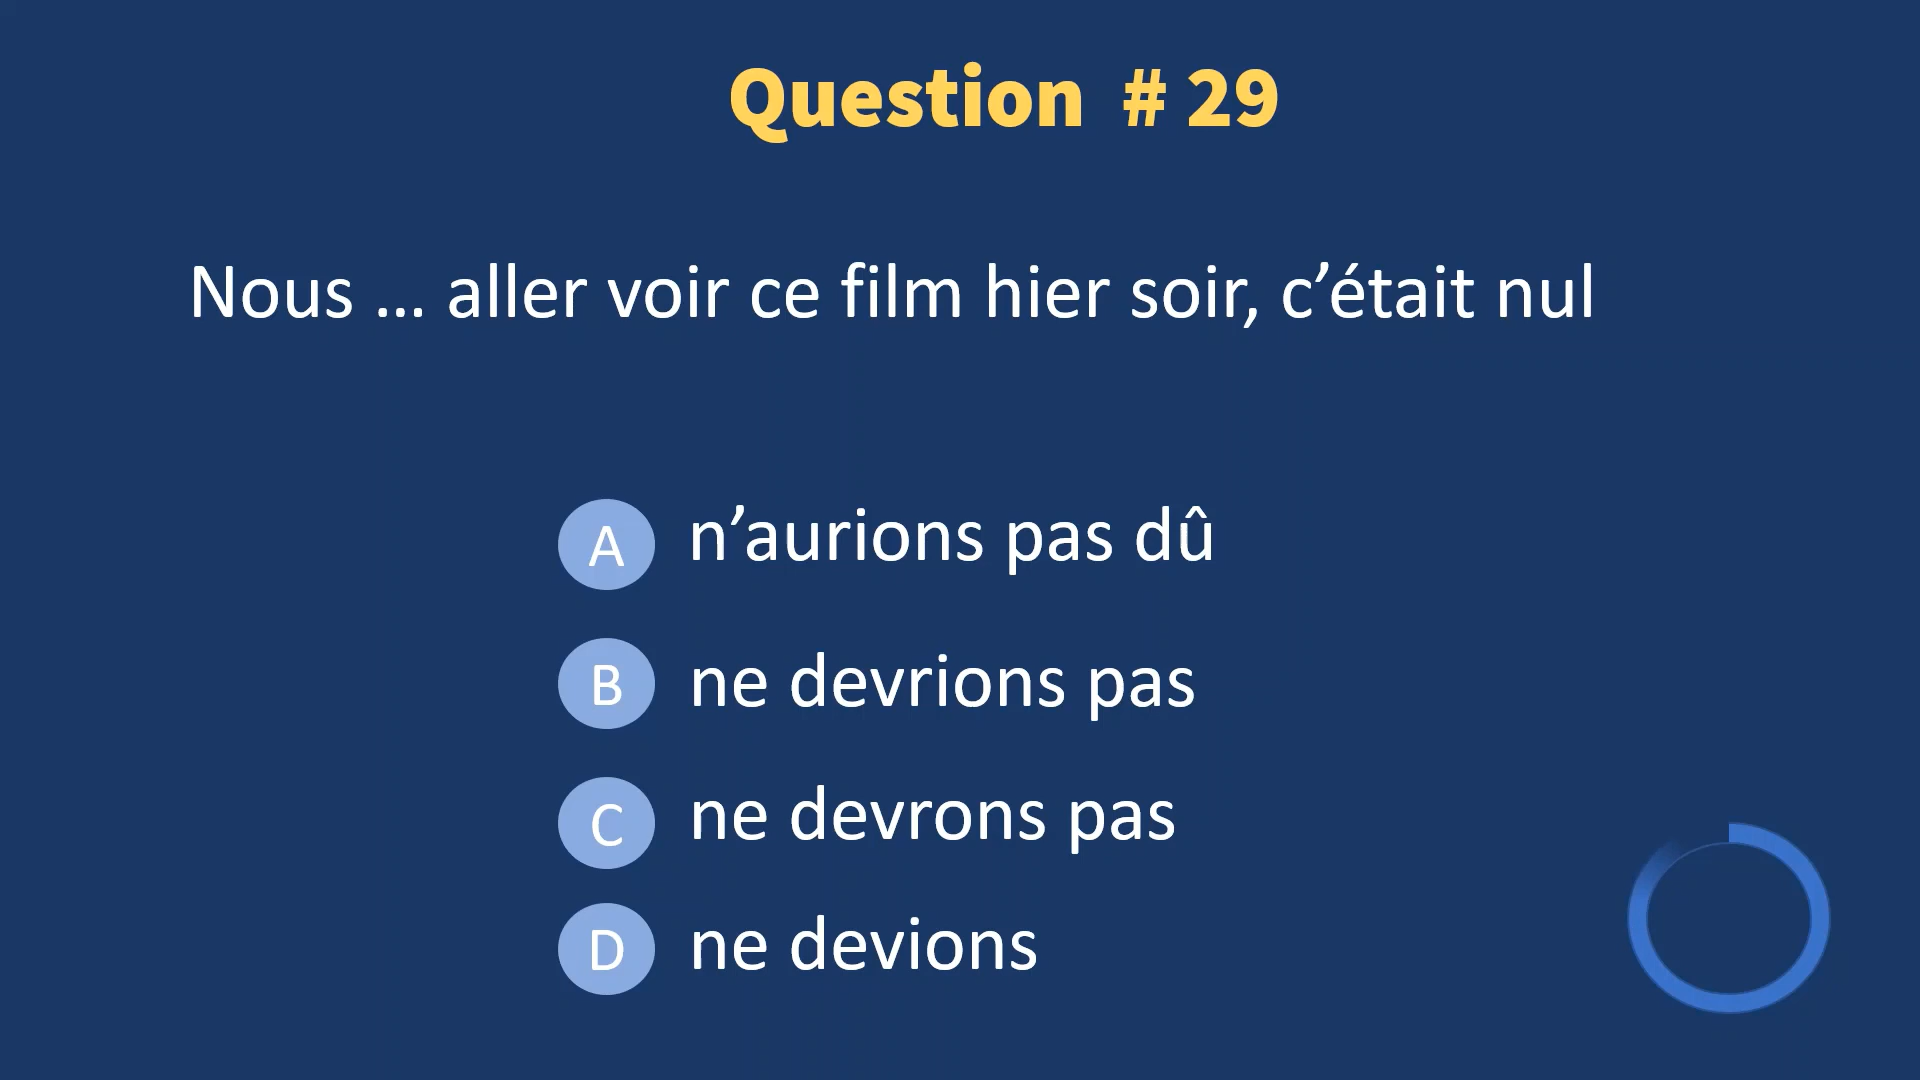 Question # 29
Nous ... aller voir ce film hier soir, c’était nul
A n’aurions pas dû
B ne devrions pas
C ne devrons pas
D ne devions